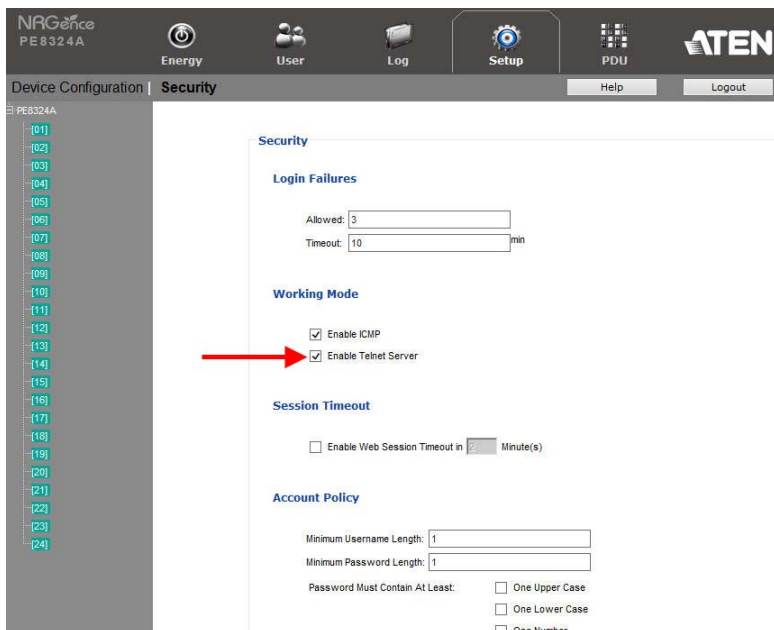 NRGence
PE8324A
Energy
User
Log
Setup
PDU
ATEN
Device Configuration | Security
Help
Logout
PE8324A
[01]
[02]
[03]
[04]
[05]
[06]
[07]
[08]
[09]
[10]
[11]
[12]
[13]
[14]
[15]
[16]
[17]
[18]
[19]
[20]
[21]
[22]
[23]
[24]
Security
Login Failures
Allowed: 3
Timeout: 10 min
Working Mode
Enable ICMP
Enable Telnet Server
Session Timeout
Enable Web Session Timeout in 2 Minute(s)
Account Policy
Minimum Username Length: 1
Minimum Password Length: 1
Password Must Contain At Least: One Upper Case
One Lower Case
One Number